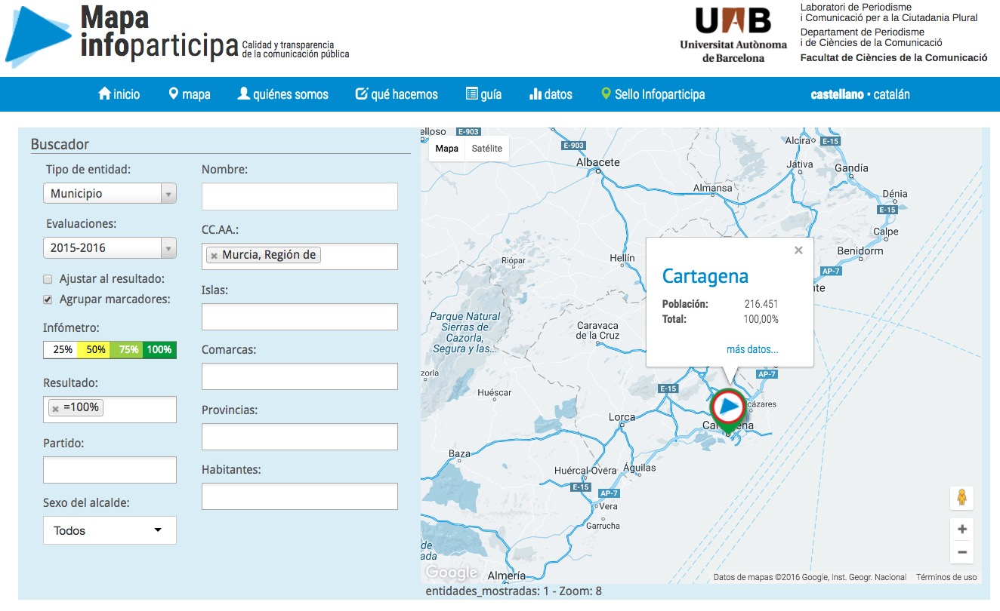 Mapa
infoparticipa
Calidad y transparencia
de la comunicación pública
UAB
Universitat Autònoma
de Barcelona
Laboratori de Periodisme
i Comunicació per a la Ciutadania Plural
Departament de Periodisme
i de Ciències de la Comunicació
Facultat de Ciències de la Comunicació
inicio
mapa
quiénes somos
qué hacemos
guía
datos
Sello Infoparticipa
castellano • catalán
Buscador
Tipo de entidad:
Municipio
Evaluaciones:
2015-2016
Ajustar al resultado:
Agrupar marcadores:
Infómetro:
25% 50% 75% 100%
Resultado:
× =100%
Partido:
Sexo del alcalde:
Todos
Nombre:
CC.AA.:
× Murcia, Región de
Islas:
Comarcas:
Provincias:
Habitantes:
elloso
E-903
Mapa
Satélite
E-903
Albacete
Alcira
E-15
Játiva
Gandía
Almansa
Dénia
E-15
Calpe
Benidorm
AP-7
nte
Hellín
Riópar
Parque Natural
Sierras de
Cazorla,
Segura y las...
Caravaca
de la Cruz
×
Cartagena
Población: 216.451
Total: 100,00%
más datos...
zorla
Huéscar
E-15
AP-7
cázares
Lorca
Ca
ena
Baza
Huércal-Overa
Águilas
E-15
AP-7
Vera
Garrucha
de
ada
Google
Almería
+
−
Datos de mapas ©2016 Google, Inst. Geogr. Nacional
Términos de uso
entidades_mostradas: 1 - Zoom: 8